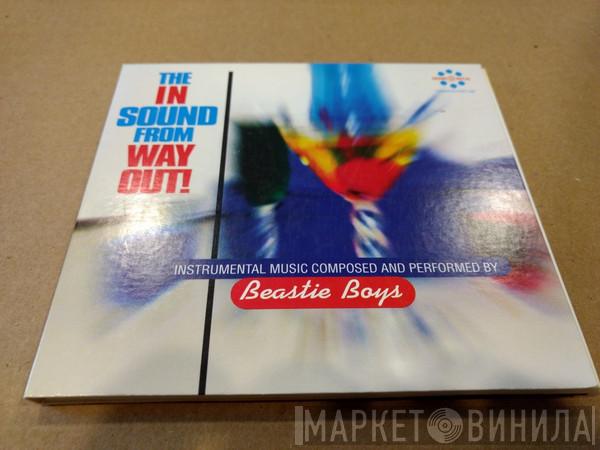 THE
IN
SOUND
FROM
WAY
OUT!
INSTRUMENTAL MUSIC COMPOSED AND PERFORMED BY
Beastie Boys
МАРКЕТ ВИНИЛА